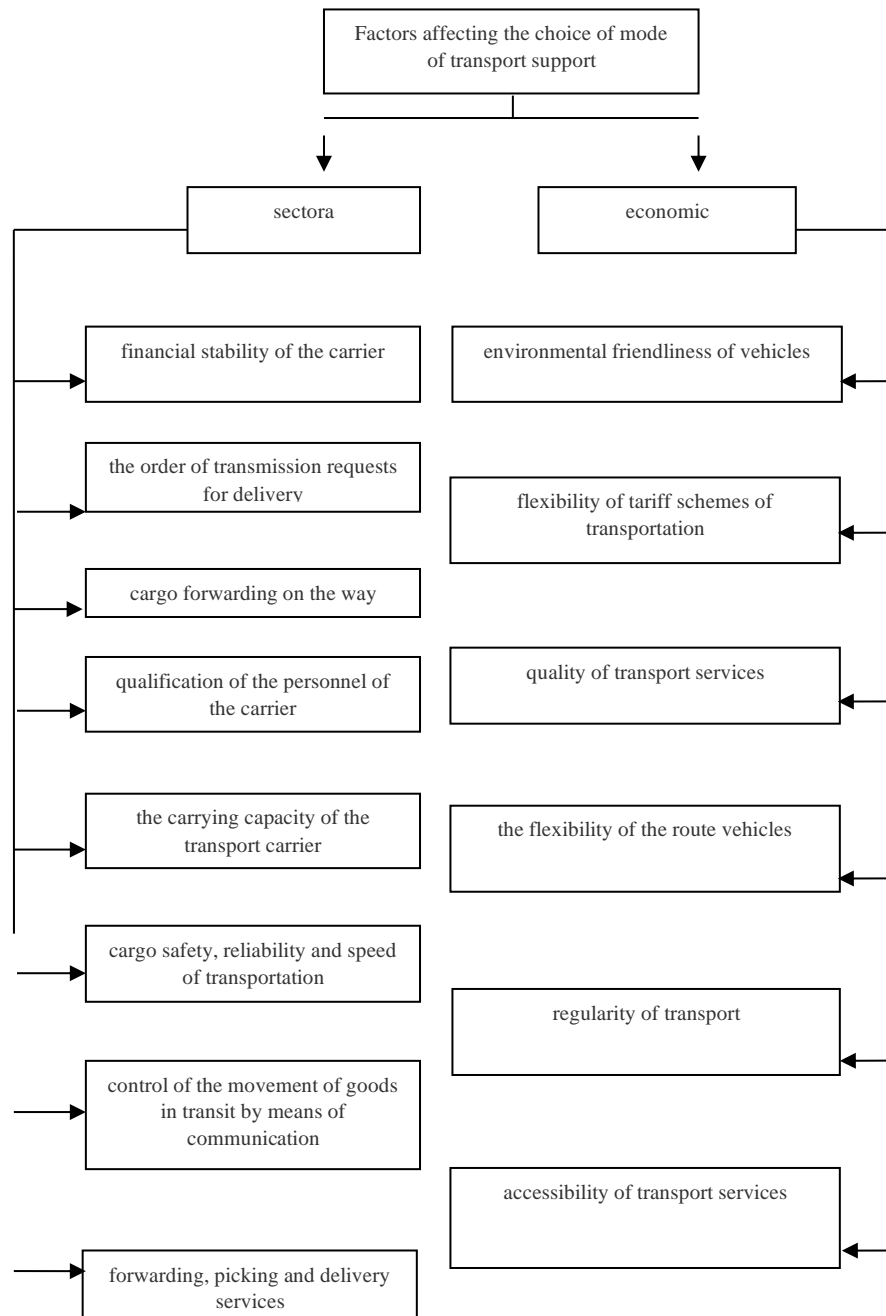 Factors affecting the choice of mode
of transport support
sectora
economic
financial stability of the carrier
the order of transmission requests
for delivery
cargo forwarding on the way
qualification of the personnel of
the carrier
the carrying capacity of the
transport carrier
cargo safety, reliability and speed
of transportation
control of the movement of goods
in transit by means of
communication
forwarding, picking and delivery
services
environmental friendliness of vehicles
flexibility of tariff schemes of
transportation
quality of transport services
the flexibility of the route vehicles
regularity of transport
accessibility of transport services